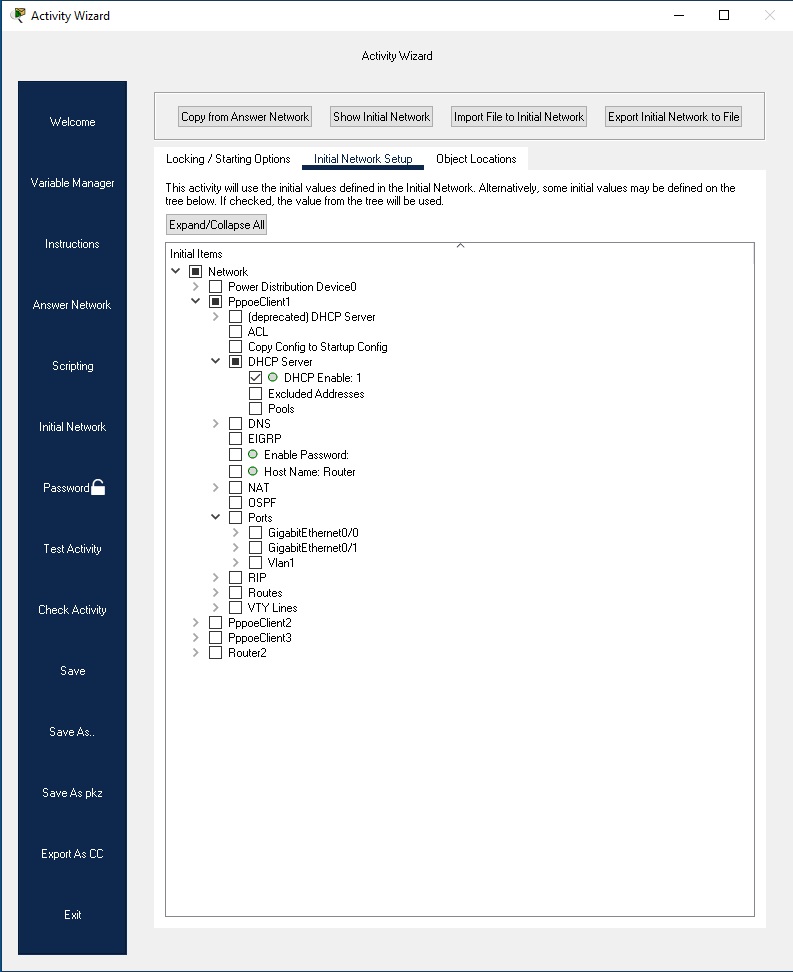 Activity Wizard
Activity Wizard
Welcome
Variable Manager
Instructions
Answer Network
Scripting
Initial Network
Password
Test Activity
Check Activity
Save
Save As..
Save As pkz
Export As CC
Exit
Copy from Answer Network
Show Initial Network
Import File to Initial Network
Export Initial Network to File
Locking / Starting Options
Initial Network Setup
Object Locations
This activity will use the initial values defined in the Initial Network. Alternatively, some initial values may be defined on the
tree below. If checked, the value from the tree will be used.
Expand/Collapse All
Initial Items
Network
Power Distribution Device0
PppoeClient1
(deprecated) DHCP Server
ACL
Copy Config to Startup Config
DHCP Server
DHCP Enable: 1
Excluded Addresses
Pools
DNS
EIGRP
Enable Password:
Host Name: Router
NAT
OSPF
Ports
GigabitEthernet0/0
GigabitEthernet0/1
Vlan1
RIP
Routes
VTY Lines
PppoeClient2
PppoeClient3
Router2